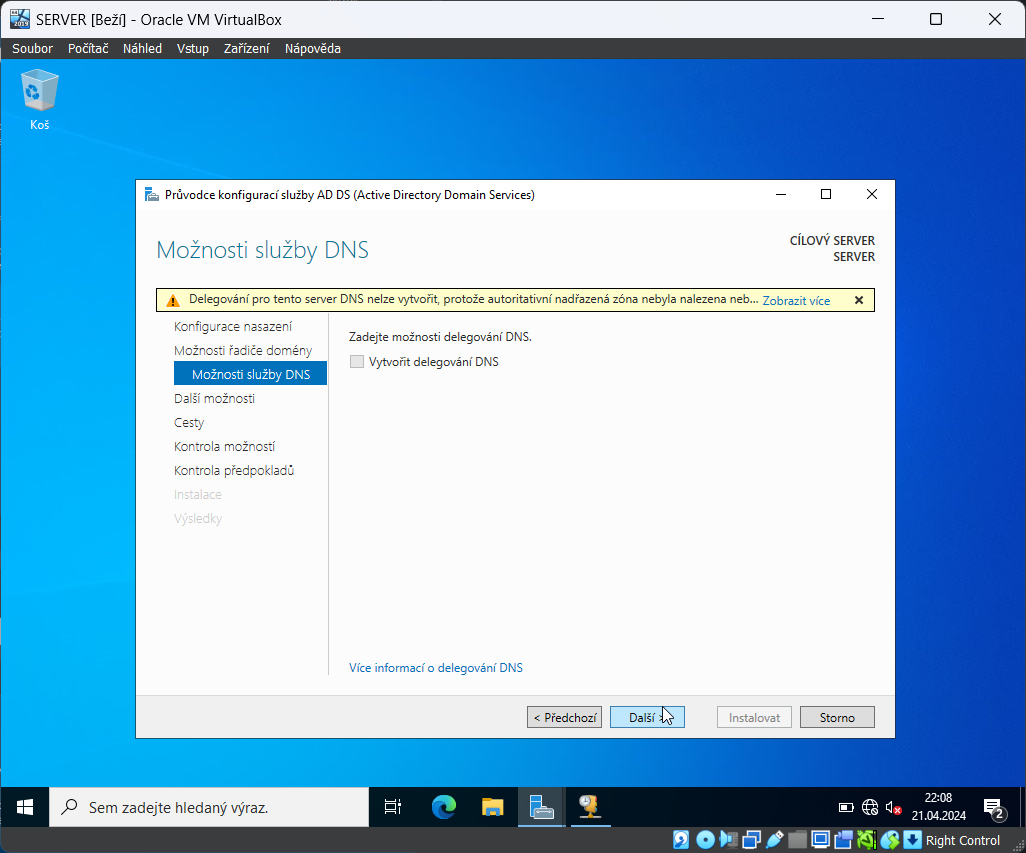 SERVER [Beží] - Oracle VM VirtualBox
Soubor Počítač Náhled Vstup Zařízení Nápověda
Koš
Průvodce konfigurací služby AD DS (Active Directory Domain Services)
Možnosti služby DNS
CÍLOVÝ SERVER
SERVER
Delegování pro tento server DNS nelze vytvořit, protože autoritativní nadřazená zóna nebyla nalezena neb... Zobrazit více
Konfigurace nasazení
Možnosti řadiče domény
Možnosti služby DNS
Další možnosti
Cesty
Kontrola možností
Kontrola předpokladů
Instalace
Výsledky
Zadejte možnosti delegování DNS.
Vytvořit delegování DNS
Více informací o delegování DNS
< Předchozí Další > Instalovat Storno
Sem zadejte hledaný výraz.
22:08
21.04.2024
2
Right Control